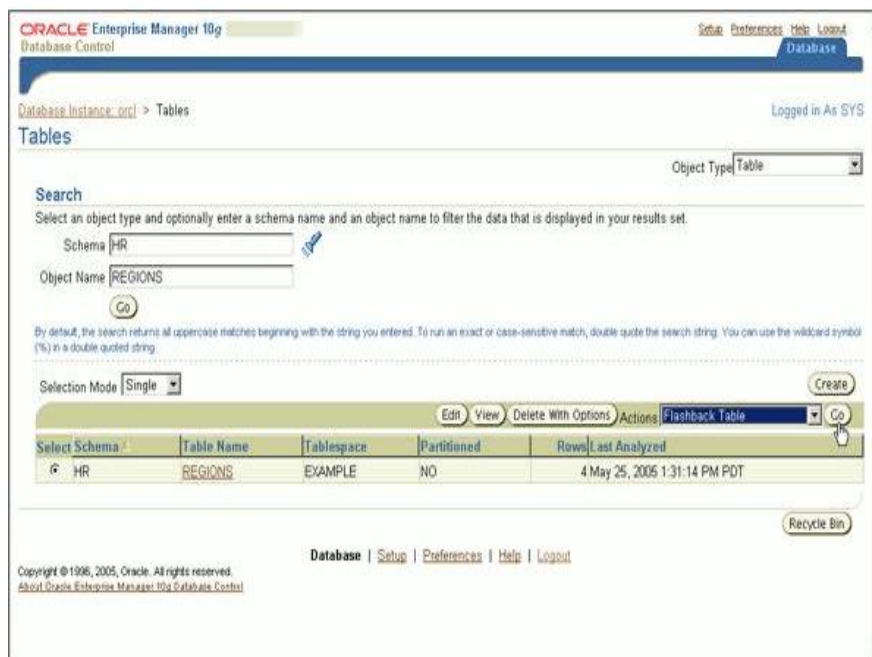 ORACLE Enterprise Manager 10g
Database Control
Setup Preferences Help Logout
Database
Database Instance: orcl > Tables
Logged in As SYS
Tables
Object Type Table
Search
Select an object type and optionally enter a schema name and an object name to filter the data that is displayed in your results set.
Schema HR
Object Name REGIONS
Go
By default, the search returns all uppercase matches beginning with the string you entered. To run an exact or case-sensitive match, double quote the search string. You can use the wildcard symbol
(%) in a double quoted string.
Selection Mode Single
Create
Edit View Delete With Options Actions Flashback Table Go
Select Schema Table Name Tablespace Partitioned Rows Last Analyzed
HR REGIONS EXAMPLE NO 4 May 25, 2005 1:31:14 PM PDT
Recycle Bin
Database | Setup | Preferences | Help | Logout
Copyright © 1996, 2005, Oracle. All rights reserved.
About Oracle Enterprise Manager 10g Database Control